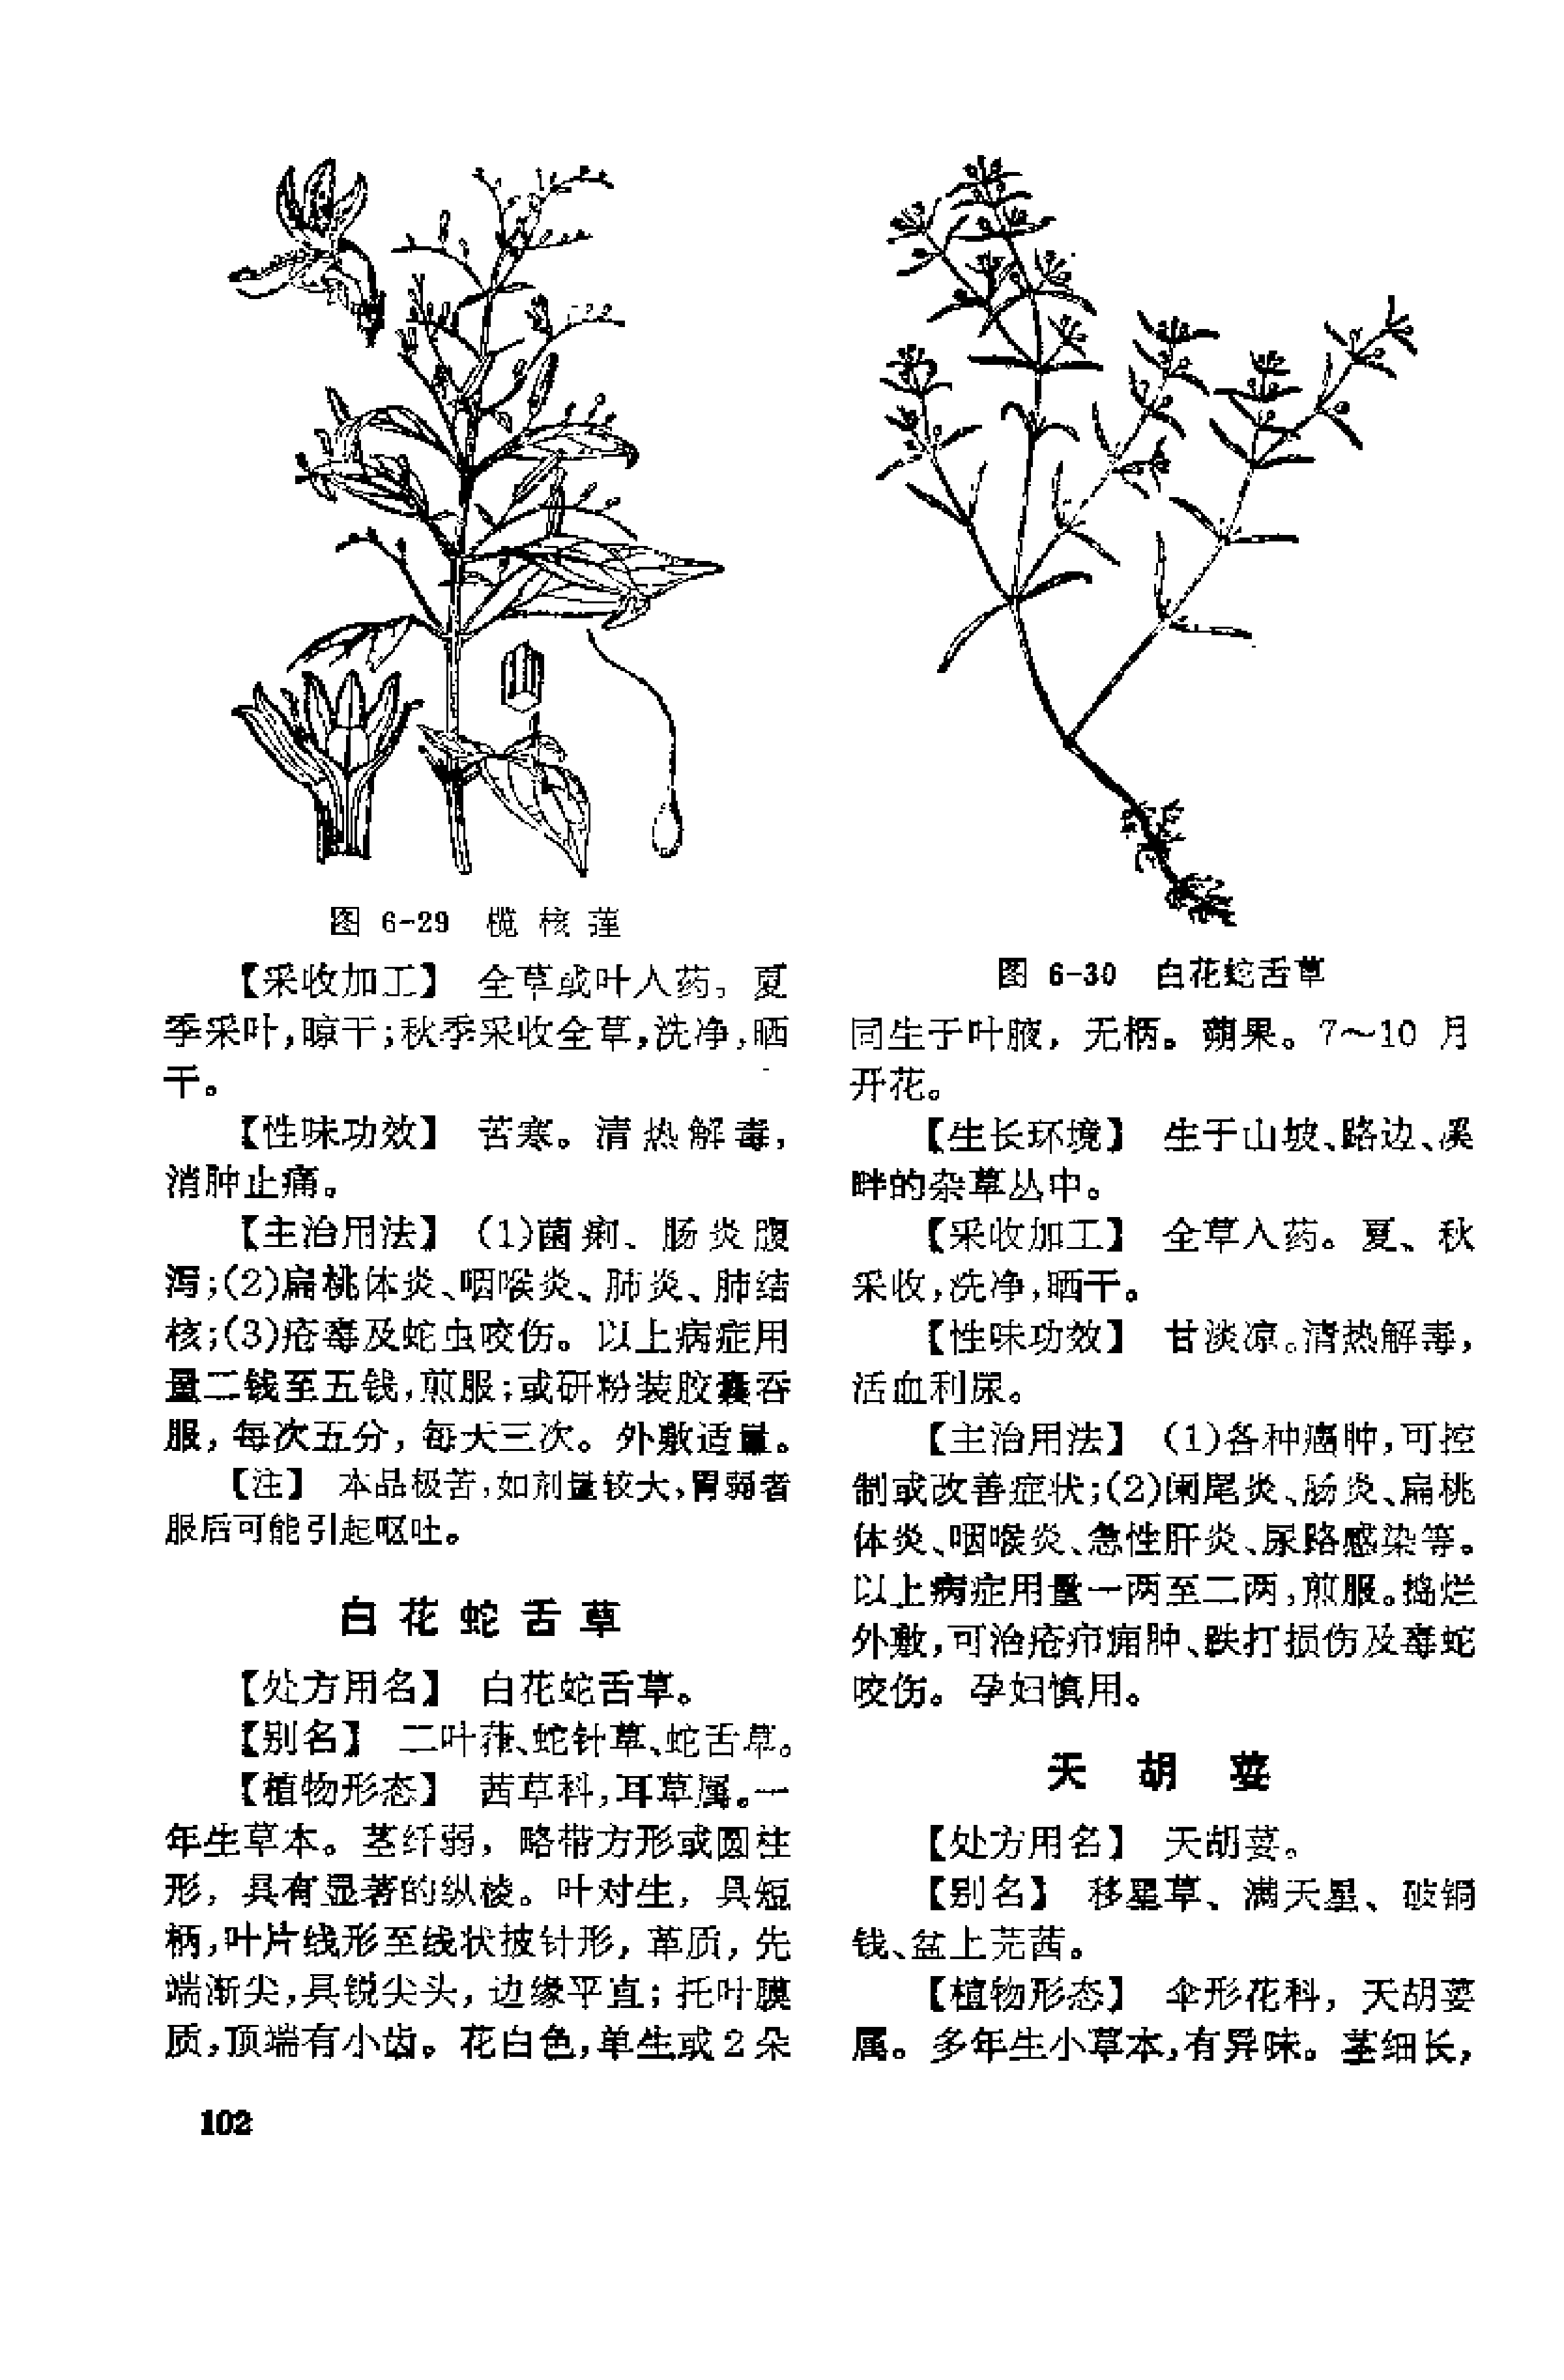 图 6-29 榄核莲
【采收加工】 全草或叶入药。夏
季采叶,晾干;秋季采收全草,洗净,晒
干。
【性味功效】 苦寒。清热解毒,
消肿止痛。
【主治用法】 (1)菌痢、肠炎腹
泻;(2)扁桃体炎、咽喉炎、肺炎、肺结
核;(3)疮毒及蛇虫咬伤。以上病症用
量二钱至五钱,煎服;或研粉装胶囊吞
服,每次五分,每天三次。外敷适量。
【注】 本品极苦,如剂量较大、胃弱者
服后可能引起呕吐。
白花蛇舌草
【处方用名】 白花蛇舌草。
【别名】 二叶葎、蛇针草、蛇舌草。
【植物形态】 茜草科,耳草属。一
年生草本。茎纤弱,略带方形或圆柱
形,具有显著的纵棱。叶对生,具短
柄,叶片线形至线状披针形,革质,先
端渐尖,具锐尖头,边缘平直;托叶膜
质,顶端有小齿。花白色,单生或2朵
图 6-30 白花蛇舌草
同生于叶腋,无柄。蒴果。7～10 月
开花。
【生长环境】 生于山坡、路边、溪
畔的杂草丛中。
【采收加工】 全草入药。夏、秋
采收,洗净,晒干。
【性味功效】 甘淡凉。清热解毒,
活血利尿。
【主治用法】 (1)各种癌肿,可控
制或改善症状;(2)阑尾炎、肠炎、扁桃
体炎、咽喉炎、急性肝炎、尿路感染等。
以上病症用量一两至二两,煎服。捣烂
外敷,可治疮疖痈肿、跌打损伤及毒蛇
咬伤。孕妇慎用。
天胡荽
【处方用名】 天胡荽。
【别名】 移星草、满天星、破铜
钱、盆上芫茜。
【植物形态】 伞形花科,天胡荽
属。多年生小草本,有异味。茎细长,
102